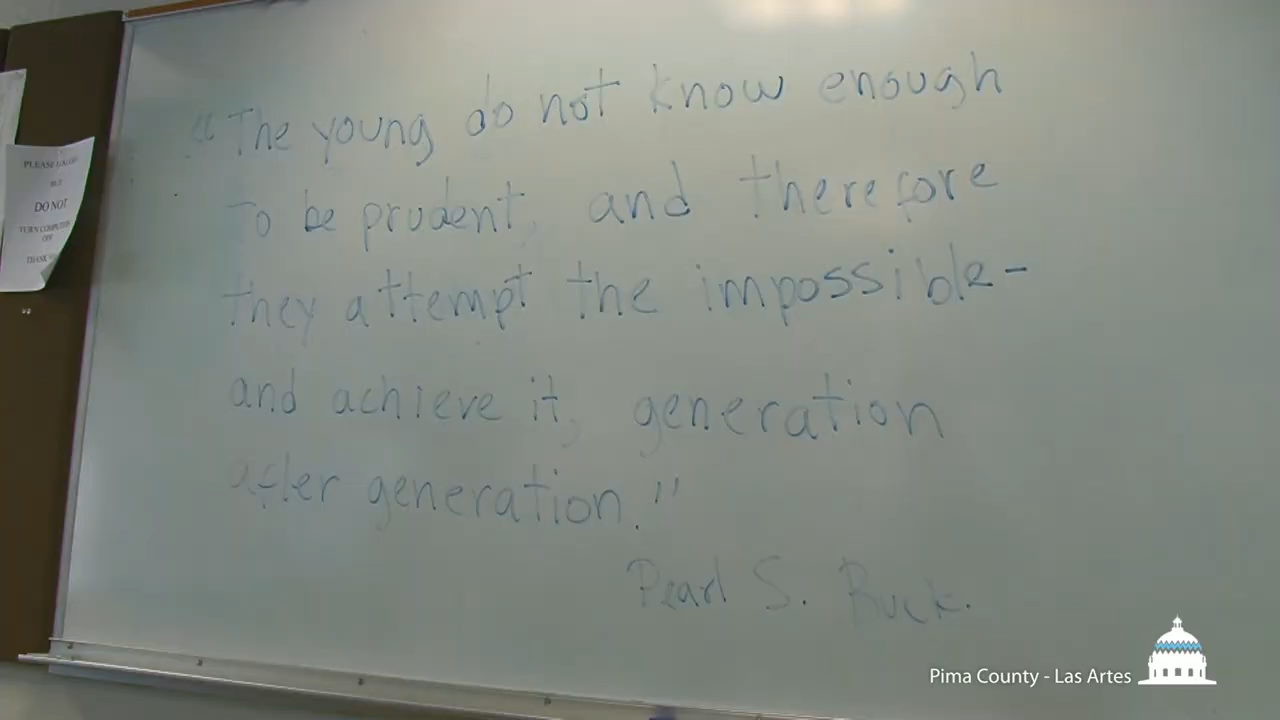 “The young do not know enough
to be prudent, and therefore
they attempt the impossible-
and achieve it, generation
after generation."
Pearl S. Buck.
PLEASE
DO NOT
TURN COMPUTER
OFF
THANK
Pima County - Las Artes